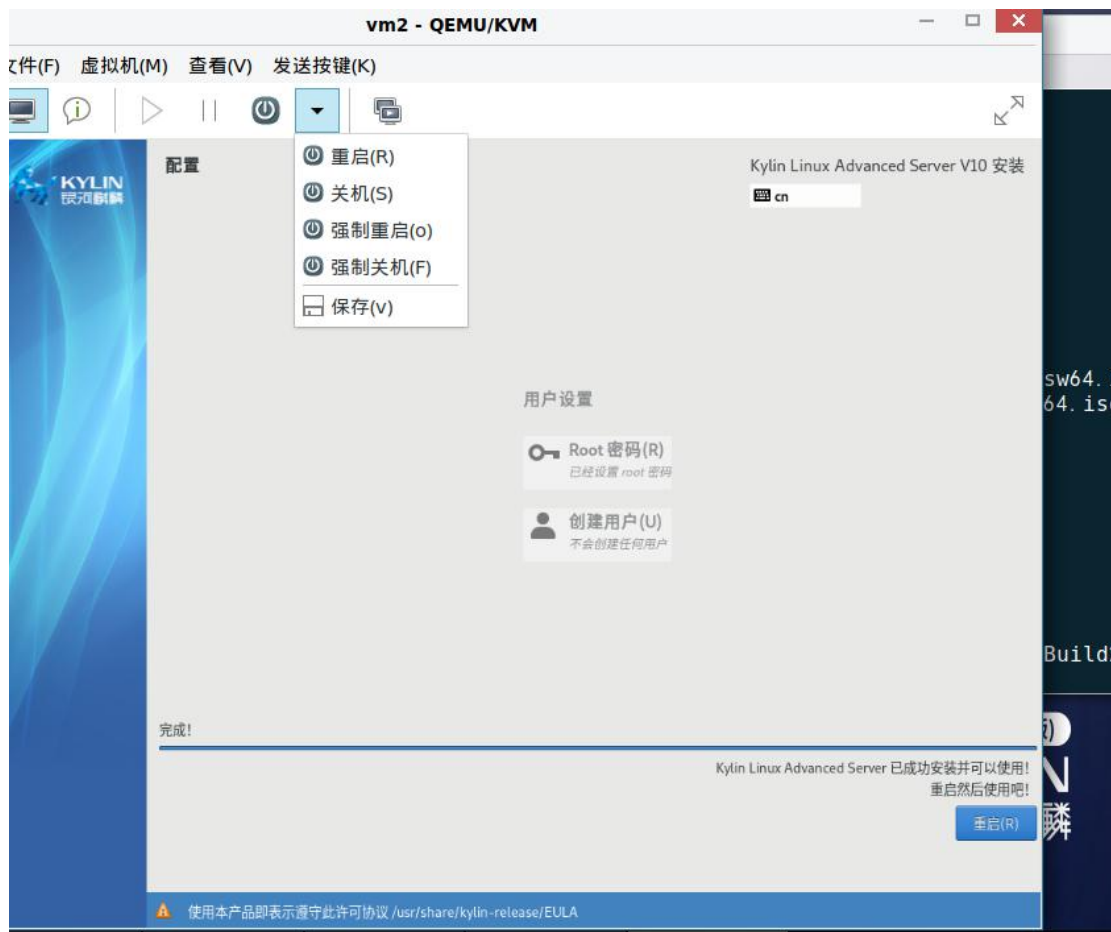 vm2 - QEMU/KVM
文件(F) 虚拟机(M) 查看(V) 发送按键(K)
KYLIN
银河麒麟
配置
重启(R)
关机(S)
强制重启(o)
强制关机(F)
保存(v)
Kylin Linux Advanced Server V10 安装
cn
用户设置
Root 密码(R)
已经设置 root 密码
创建用户(U)
不会创建任何用户
完成!
Kylin Linux Advanced Server 已成功安装并可以使用!
重启然后使用吧!
重启(R)
使用本产品即表示遵守此许可协议 /usr/share/kylin-release/EULA
sw64.
64.is
Build
N
麟